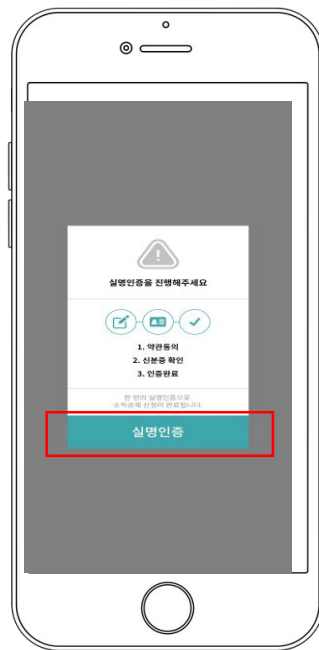 실명인증을 진행해주세요
1. 약관동의
2. 신분증 확인
3. 인증완료
한 번의 실명인증으로
소득공제 신청이 완료됩니다.
실명인증